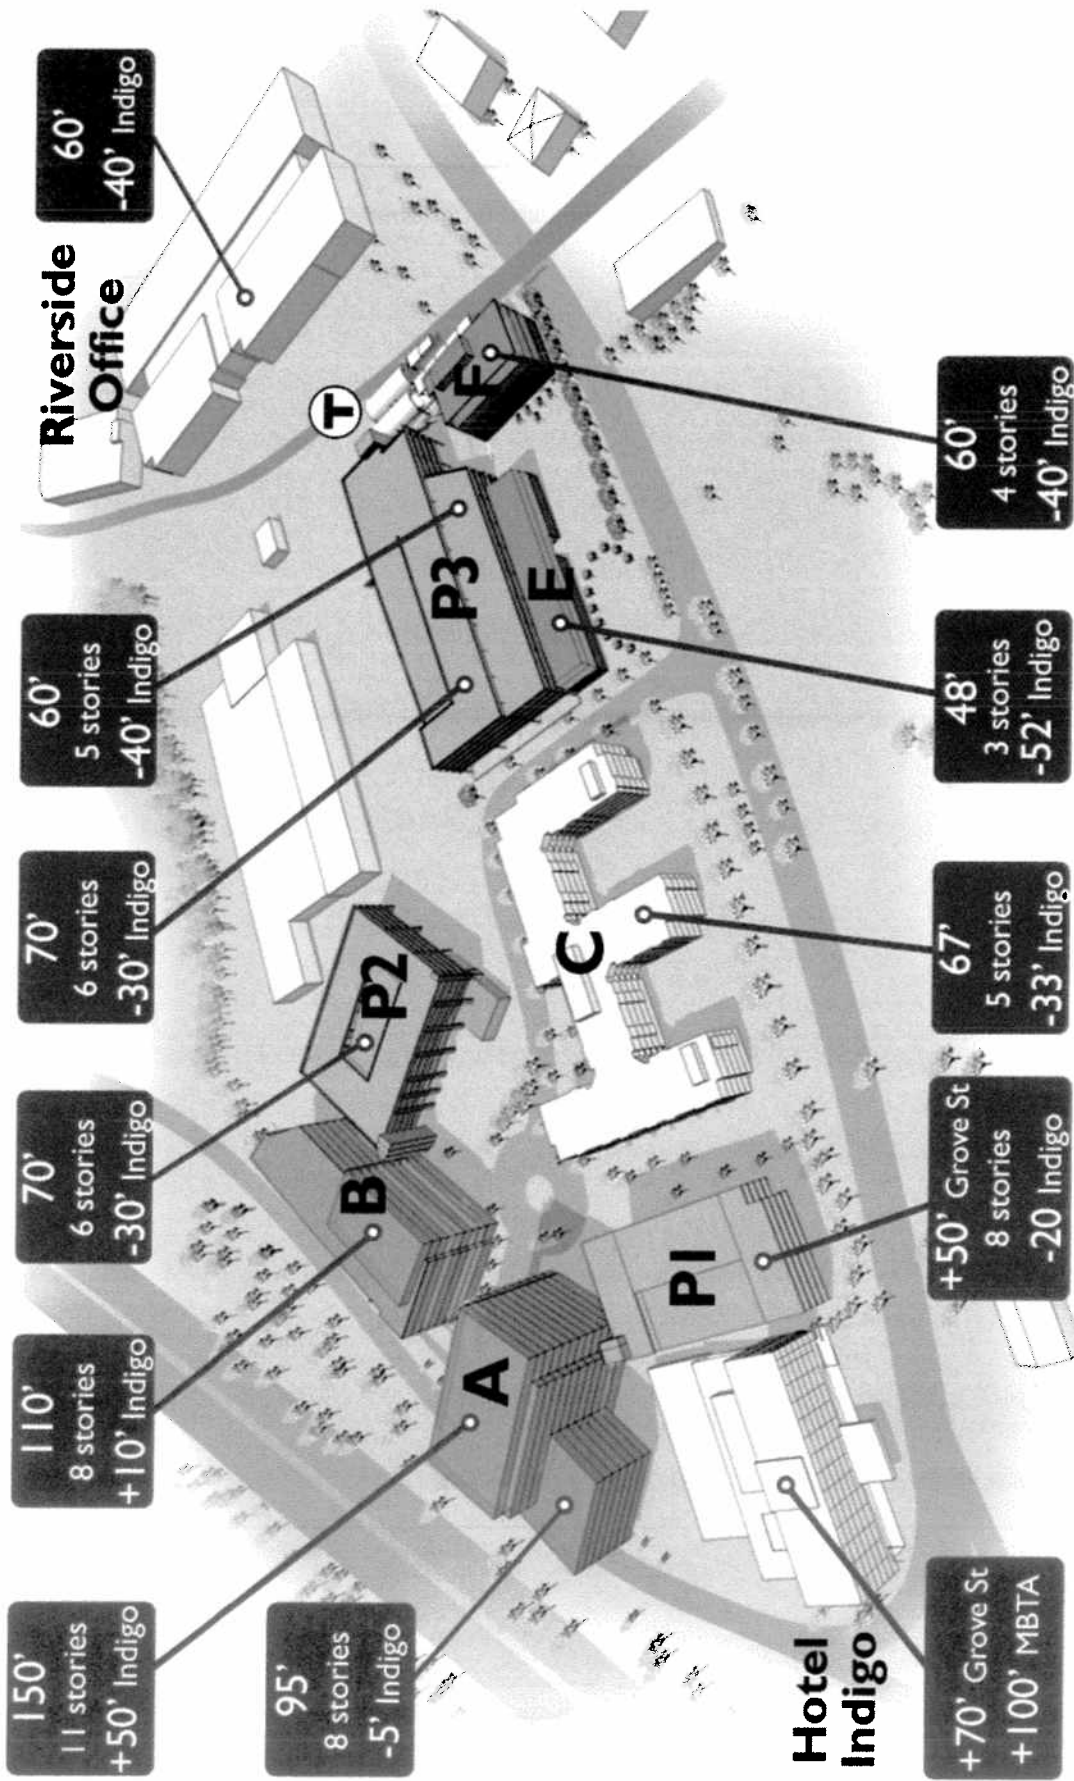 150'
11 stories
+50' Indigo
110'
8 stories
+10' Indigo
70'
6 stories
-30' Indigo
70'
6 stories
-30' Indigo
60'
5 stories
-40' Indigo
60'
-40' Indigo
Riverside
Office
95'
8 stories
-5' Indigo
T
A
B
P2
P3
E
F
C
P1
Hotel
Indigo
+70' Grove St
+100' MBTA
+50' Grove St
8 stories
-20 Indigo
67'
5 stories
-33' Indigo
48'
3 stories
-52' Indigo
60'
4 stories
-40' Indigo